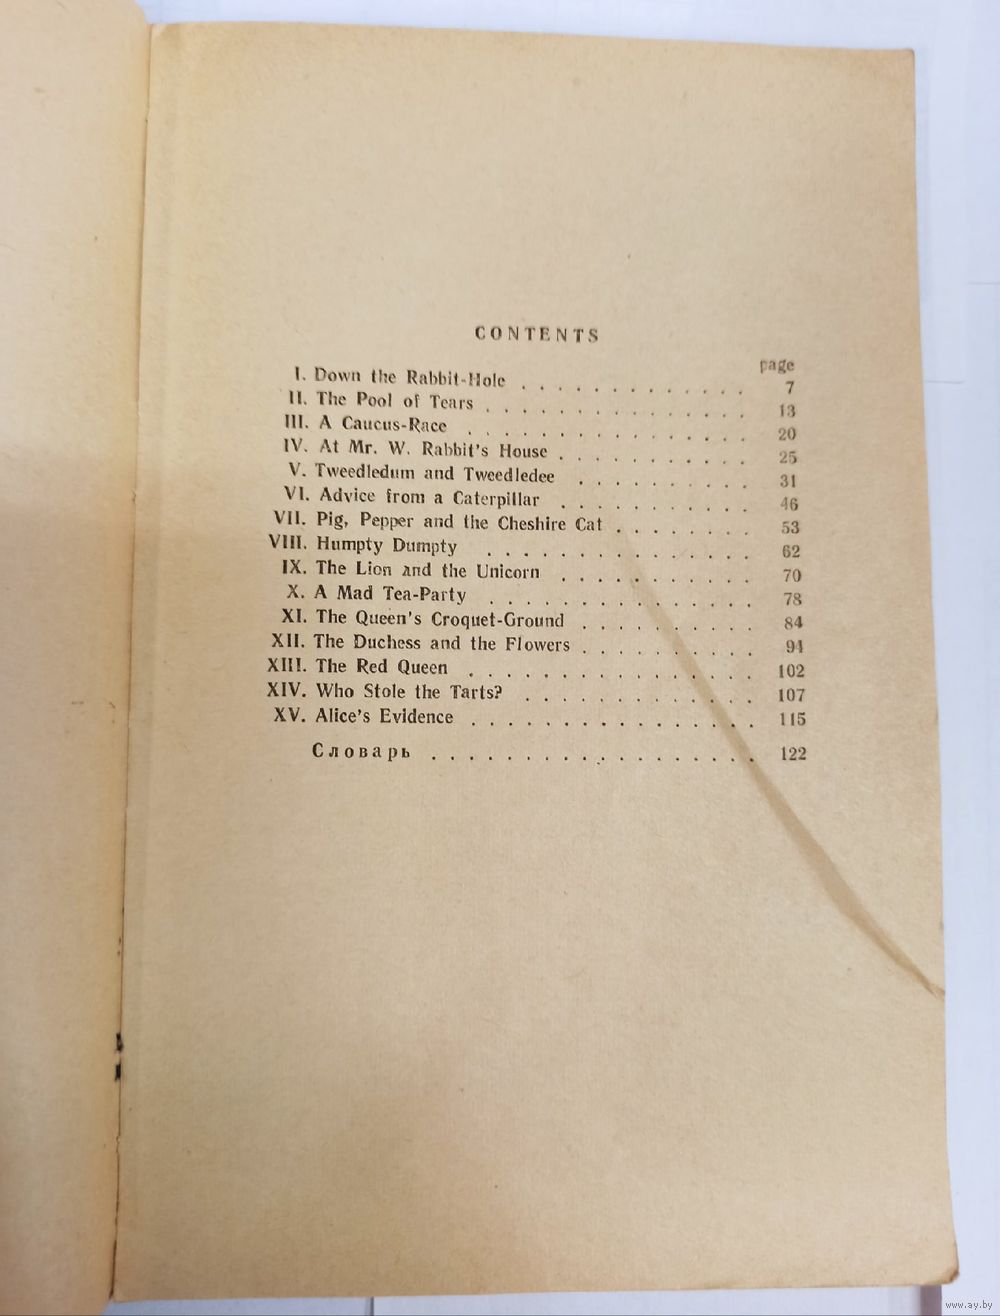 CONTENTS
page
I. Down the Rabbit-Hole . . . . . . . . . . . . . 7
II. The Pool of Tears . . . . . . . . . . . . . . 13
III. A Caucus-Race . . . . . . . . . . . . . . . 20
IV. At Mr. W. Rabbit's House . . . . . . . . . . . 25
V. Tweedledum and Tweedledee . . . . . . . . . . 31
VI. Advice from a Caterpillar . . . . . . . . . . . 46
VII. Pig, Pepper and the Cheshire Cat . . . . . . . . 53
VIII. Humpty Dumpty . . . . . . . . . . . . . . 62
IX. The Lion and the Unicorn . . . . . . . . . . . 70
X. A Mad Tea-Party . . . . . . . . . . . . . . 78
XI. The Queen's Croquet-Ground . . . . . . . . . . 84
XII. The Duchess and the Flowers . . . . . . . . . . 94
XIII. The Red Queen . . . . . . . . . . . . . . . 102
XIV. Who Stole the Tarts? . . . . . . . . . . . . . 107
XV. Alice's Evidence . . . . . . . . . . . . . . . 115
Словарь . . . . . . . . . . . . . . . . . . 122
www.ay.by